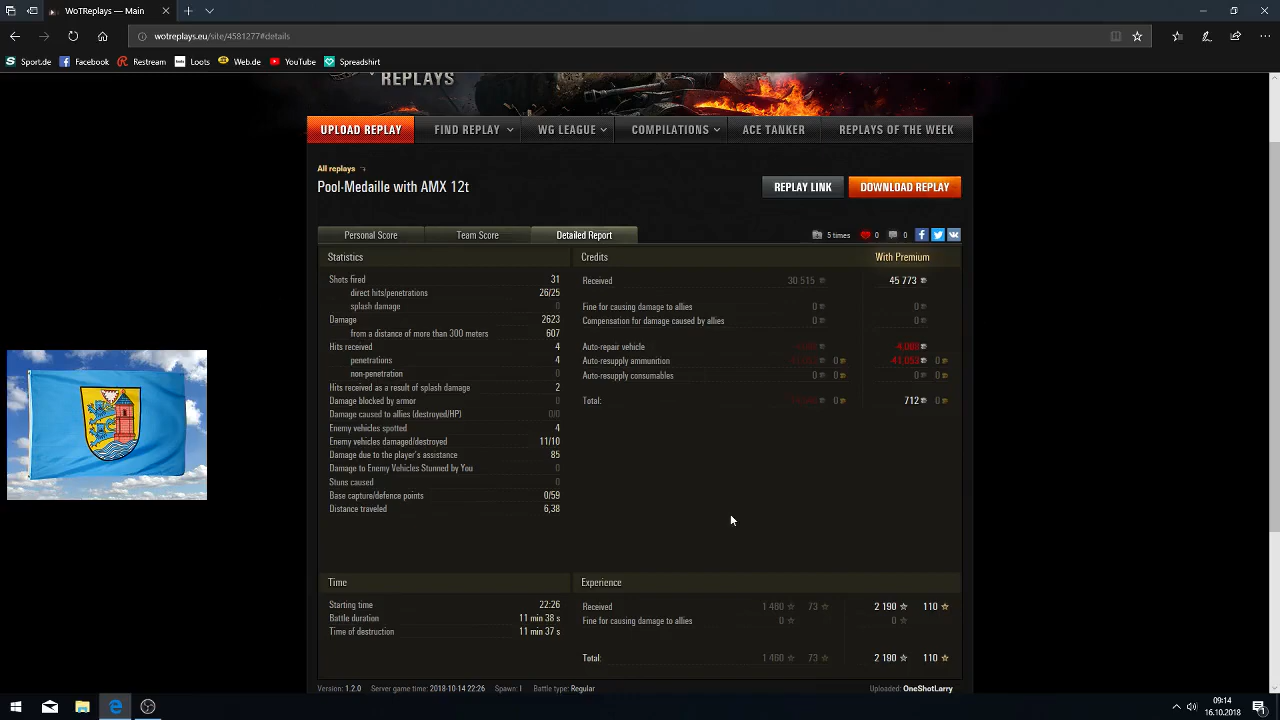 WoTReplays — Main
wotreplays.eu/site/4581277#details
Sport.de Facebook Restream Loots Web.de YouTube Spreadshirt
REPLAYS
UPLOAD REPLAY FIND REPLAY WG LEAGUE COMPILATIONS ACE TANKER REPLAYS OF THE WEEK
All replays
Pool-Medaille with AMX 12t REPLAY LINK DOWNLOAD REPLAY
Personal Score Team Score Detailed Report 5 times 0 0
Statistics Credits With Premium
Shots fired 31 Received 30 515 45 773
direct hits/penetrations 26/25
splash damage 0 Fine for causing damage to allies 0 0
Damage 2623 Compensation for damage caused by allies 0 0
from a distance of more than 300 meters 607
Hits received 4 Auto-repair vehicle -4,000
penetrations 4 Auto-resupply ammunition 0 -41,053 0
non-penetration 0 Auto-resupply consumables 0 0 0 0
Hits received as a result of splash damage 2
Damage blocked by armor 0 Total: 0 712 0
Damage caused to allies (destroyed/HP) 0/0
Enemy vehicles spotted 4
Enemy vehicles damaged/destroyed 11/10
Damage due to the player's assistance 85
Damage to Enemy Vehicles Stunned by You 0
Stuns caused 0
Base capture/defence points 0/59
Distance traveled 6,38
Time Experience
Starting time 22:26 Received 1 460 73 2 190 110
Battle duration 11 min 38 s Fine for causing damage to allies 0 0
Time of destruction 11 min 37 s
Total: 1 460 73 2 190 110
Version: 1.2.0 Server game time: 2018-10-14 22:26 Spawn: I Battle type: Regular Uploaded: OneShotLarry
09:14
16.10.2018